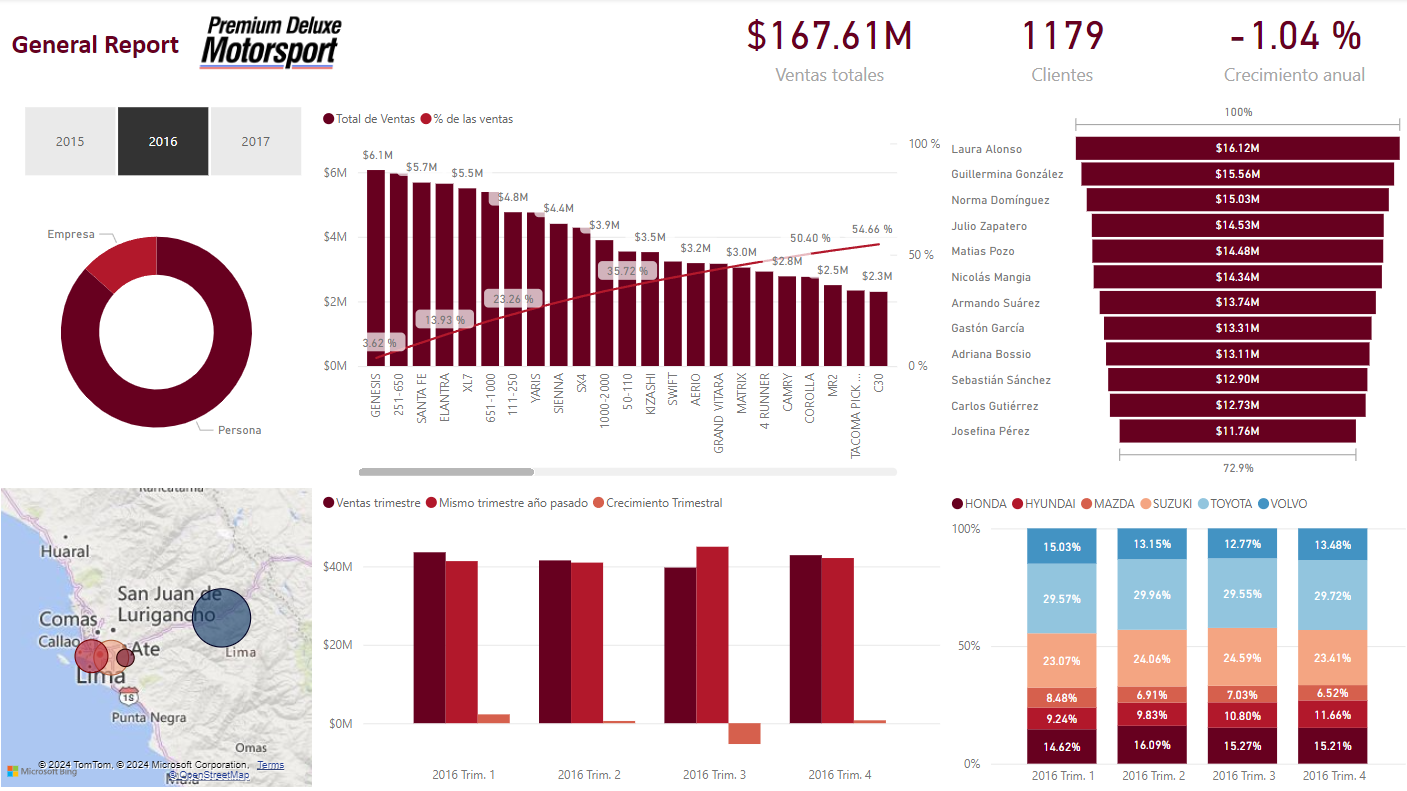 General Report
Premium Deluxe
Motorsport
$167.61M
Ventas totales
1179
Clientes
-1.04 %
Crecimiento anual
2015
2016
2017
Empresa
Persona
Total de Ventas
% de las ventas
$6.1M
$5.7M
$5.5M
$4.8M
$4.4M
$3.9M
$3.5M
$3.2M
$3.0M
$2.8M
$2.5M
$2.3M
3.62 %
13.93 %
23.26 %
35.72 %
50.40 %
54.66 %
$6M
$4M
$2M
$0M
100 %
50 %
0 %
GENESIS
251-650
SANTA FE
ELANTRA
XL7
651-1000
111-250
YARIS
SIENNA
SX4
1000-2000
50-110
KIZASHI
SWIFT
AERIO
GRAND VITARA
MATRIX
4 RUNNER
CAMRY
COROLLA
MR2
TACOMA PICK ...
C30
100%
Laura Alonso $16.12M
Guillermina González $15.56M
Norma Domínguez $15.03M
Julio Zapatero $14.53M
Matias Pozo $14.48M
Nicolás Mangia $14.34M
Armando Suárez $13.74M
Gastón García $13.31M
Adriana Bossio $13.11M
Sebastián Sánchez $12.90M
Carlos Gutiérrez $12.73M
Josefina Pérez $11.76M
72.9%
Huaral
San Juan de
Lurigancho
Comas
Callao
Ate
Lima
Lima
1S
Punta Negra
Omas
© 2024 TomTom, © 2024 Microsoft Corporation, Terms
Microsoft Bing
© OpenStreetMap
Ventas trimestre
Mismo trimestre año pasado
Crecimiento Trimestral
$40M
$20M
$0M
2016 Trim. 1
2016 Trim. 2
2016 Trim. 3
2016 Trim. 4
HONDA
HYUNDAI
MAZDA
SUZUKI
TOYOTA
VOLVO
100%
50%
0%
15.03% 13.15% 12.77% 13.48%
29.57% 29.96% 29.55% 29.72%
23.07% 24.06% 24.59% 23.41%
8.48% 6.91% 7.03% 6.52%
9.24% 9.83% 10.80% 11.66%
14.62% 16.09% 15.27% 15.21%
2016 Trim. 1
2016 Trim. 2
2016 Trim. 3
2016 Trim. 4